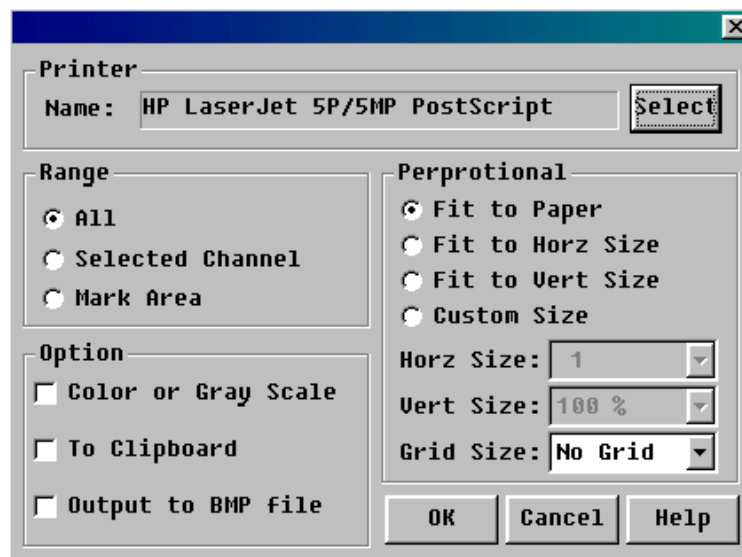 Printer
Name: HP LaserJet 5P/5MP PostScript Select
Range
All
Selected Channel
Mark Area
Option
Color or Gray Scale
To Clipboard
Output to BMP file
Perprotional
Fit to Paper
Fit to Horz Size
Fit to Vert Size
Custom Size
Horz Size: 1
Vert Size: 100 %
Grid Size: No Grid
OK Cancel Help